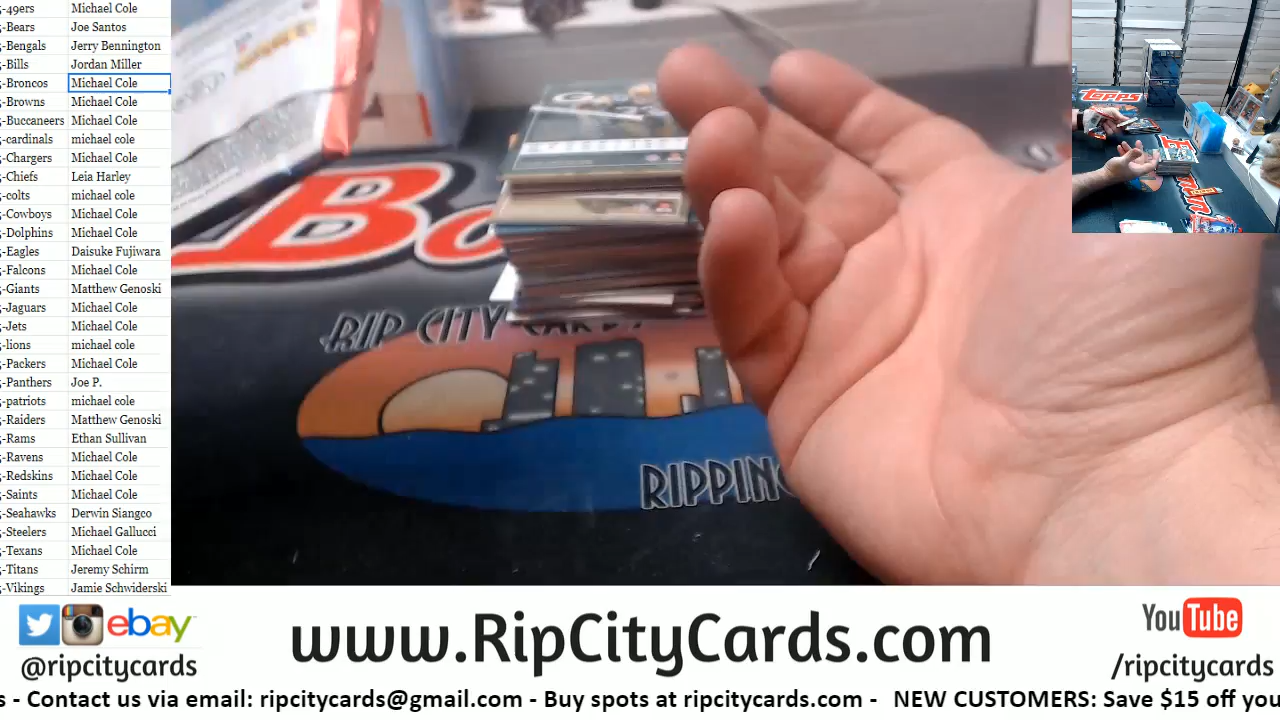 -49ers Michael Cole
-Bears Joe Santos
-Bengals Jerry Bennington
-Bills Jordan Miller
-Broncos Michael Cole
-Browns Michael Cole
-Buccaneers Michael Cole
-cardinals michael cole
-Chargers Michael Cole
-Chiefs Leia Harley
-colts michael cole
-Cowboys Michael Cole
-Dolphins Michael Cole
-Eagles Daisuke Fujiwara
-Falcons Michael Cole
-Giants Matthew Genoski
-Jaguars Michael Cole
-Jets Michael Cole
-lions michael cole
-Packers Michael Cole
-Panthers Joe P.
-patriots michael cole
-Raiders Matthew Genoski
-Rams Ethan Sullivan
-Ravens Michael Cole
-Redskins Michael Cole
-Saints Michael Cole
-Seahawks Derwin Siangco
-Steelers Michael Gallucci
-Texans Michael Cole
-Titans Jeremy Schirm
-Vikings Jamie Schwiderski
Topps
Bo
RIP CITY CARDS
RIPPING
ebay
@ripcitycards
www.RipCityCards.com
YouTube
/ripcitycards
s - Contact us via email: ripcitycards@gmail.com - Buy spots at ripcitycards.com - NEW CUSTOMERS: Save $15 off you